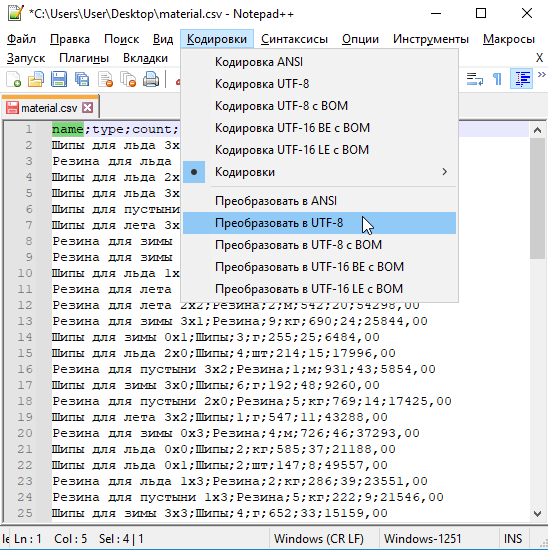 *C:\Users\User\Desktop\material.csv - Notepad++
Файл Правка Поиск Вид Кодировки Синтаксисы Опции Инструменты Макросы
Запуск Плагины Вкладки X
material.csv
Кодировка ANSI
Кодировка UTF-8
Кодировка UTF-8 с BOM
Кодировка UTF-16 BE с BOM
Кодировка UTF-16 LE с BOM
Кодировки
Преобразовать в ANSI
Преобразовать в UTF-8
Преобразовать в UTF-8 с BOM
Преобразовать в UTF-16 BE с BOM
Преобразовать в UTF-16 LE с BOM
1 name;type;count;
2 Шипы для льда 3x
3 Резина для льда
4 Шипы для льда 2x
5 Шипы для льда 3x
6 Шипы для пустыни
7 Шипы для лета 3x
8 Резина для зимы
9 Резина для зимы
10 Шипы для льда 1x
11 Резина для лета
12 Резина для лета 2x2;Резина;2;м;542;20;54298,00
13 Резина для зимы 3x1;Резина;9;кг;690;24;25844,00
14 Шипы для зимы 0x1;Шипы;3;г;255;25;6484,00
15 Шипы для льда 2x0;Шипы;4;шт;214;15;17996,00
16 Резина для пустыни 3x2;Резина;1;м;931;43;5854,00
17 Шипы для зимы 3x0;Шипы;6;г;192;48;9260,00
18 Резина для пустыни 2x0;Резина;5;кг;769;14;17425,00
19 Шипы для лета 3x2;Шипы;1;г;547;11;43288,00
20 Резина для зимы 0x3;Резина;4;м;726;46;37293,00
21 Шипы для льда 0x0;Шипы;2;кг;585;37;21188,00
22 Шипы для льда 0x1;Шипы;2;шт;147;8;49557,00
23 Резина для льда 1x3;Резина;2;кг;286;39;23551,00
24 Резина для пустыни 1x3;Резина;5;кг;222;9;21546,00
25 Шипы для зимы 3x3;Шипы;4;г;652;33;15159,00
Ln : 1 Col : 5 Sel : 4 | 1 Windows (CR LF) Windows-1251 INS